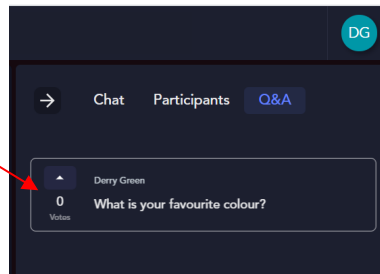 DG
Chat Participants Q&A
Derry Green
0 What is your favourite colour?
Votes